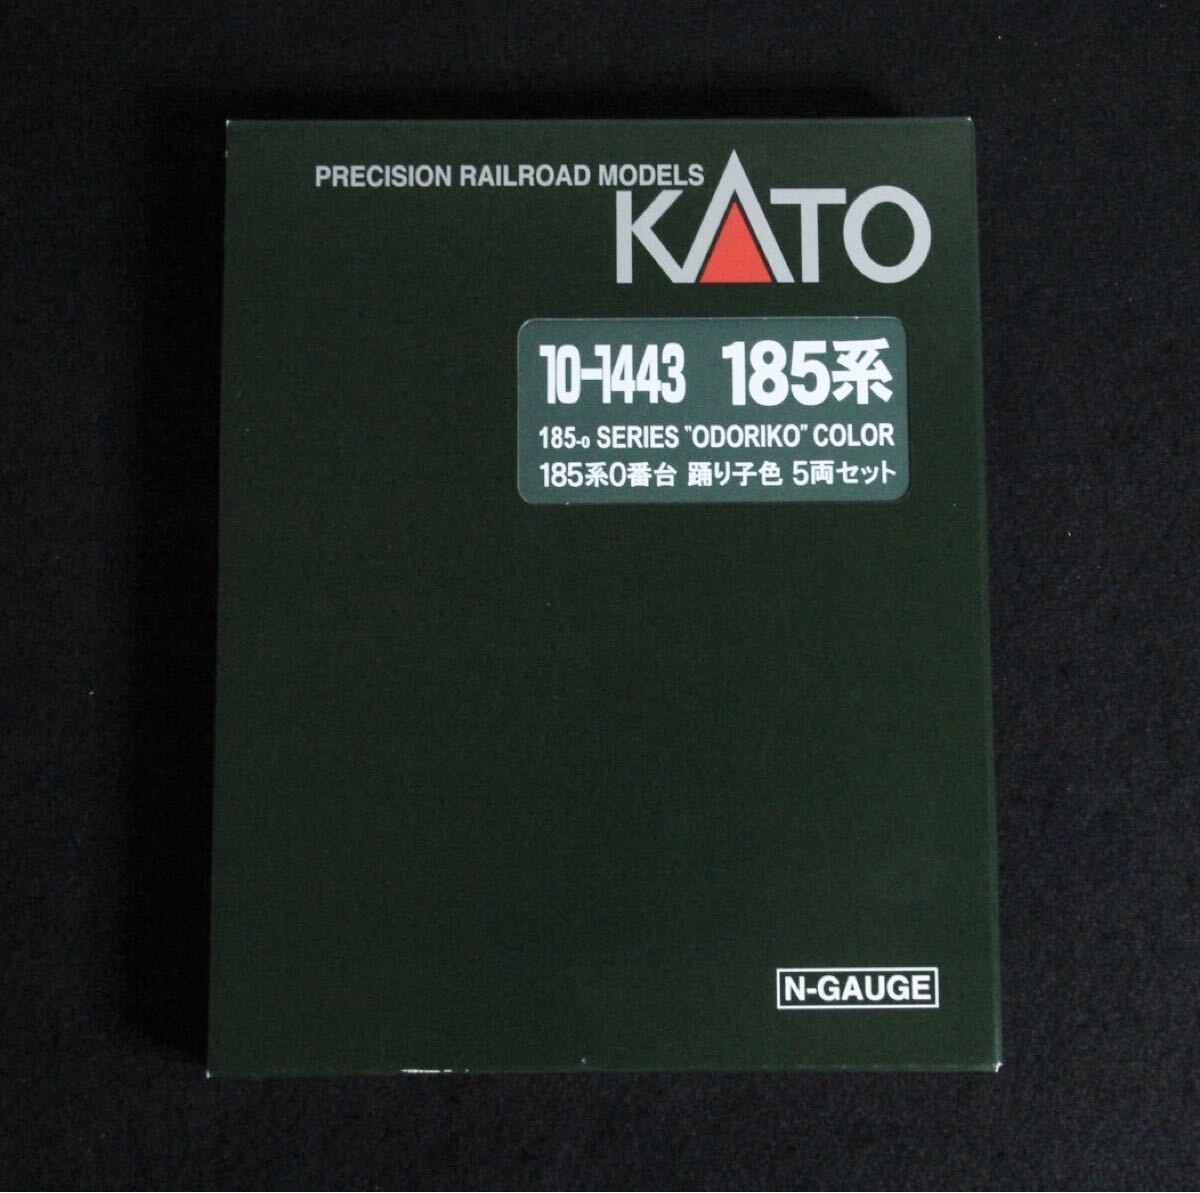 PRECISION RAILROAD MODELS
KATO
10-1443 185系
185-0 SERIES "ODORIKO" COLOR
185系0番台 踊り子色 5両セット
N-GAUGE